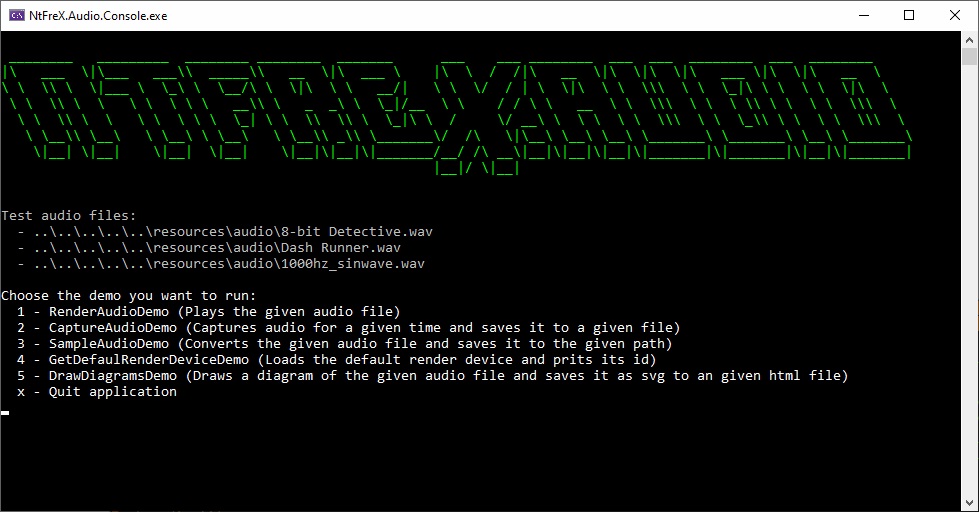 NtFreX.Audio.Console.exe
NTFREXAUDIO
Test audio files:
- ..\..\..\..\..\resources\audio\8-bit Detective.wav
- ..\..\..\..\..\resources\audio\Dash Runner.wav
- ..\..\..\..\..\resources\audio\1000hz_sinwave.wav
Choose the demo you want to run:
1 - RenderAudioDemo (Plays the given audio file)
2 - CaptureAudioDemo (Captures audio for a given time and saves it to a given file)
3 - SampleAudioDemo (Converts the given audio file and saves it to the given path)
4 - GetDefaulRenderDeviceDemo (Loads the default render device and prits its id)
5 - DrawDiagramsDemo (Draws a diagram of the given audio file and saves it as svg to an given html file)
x - Quit application